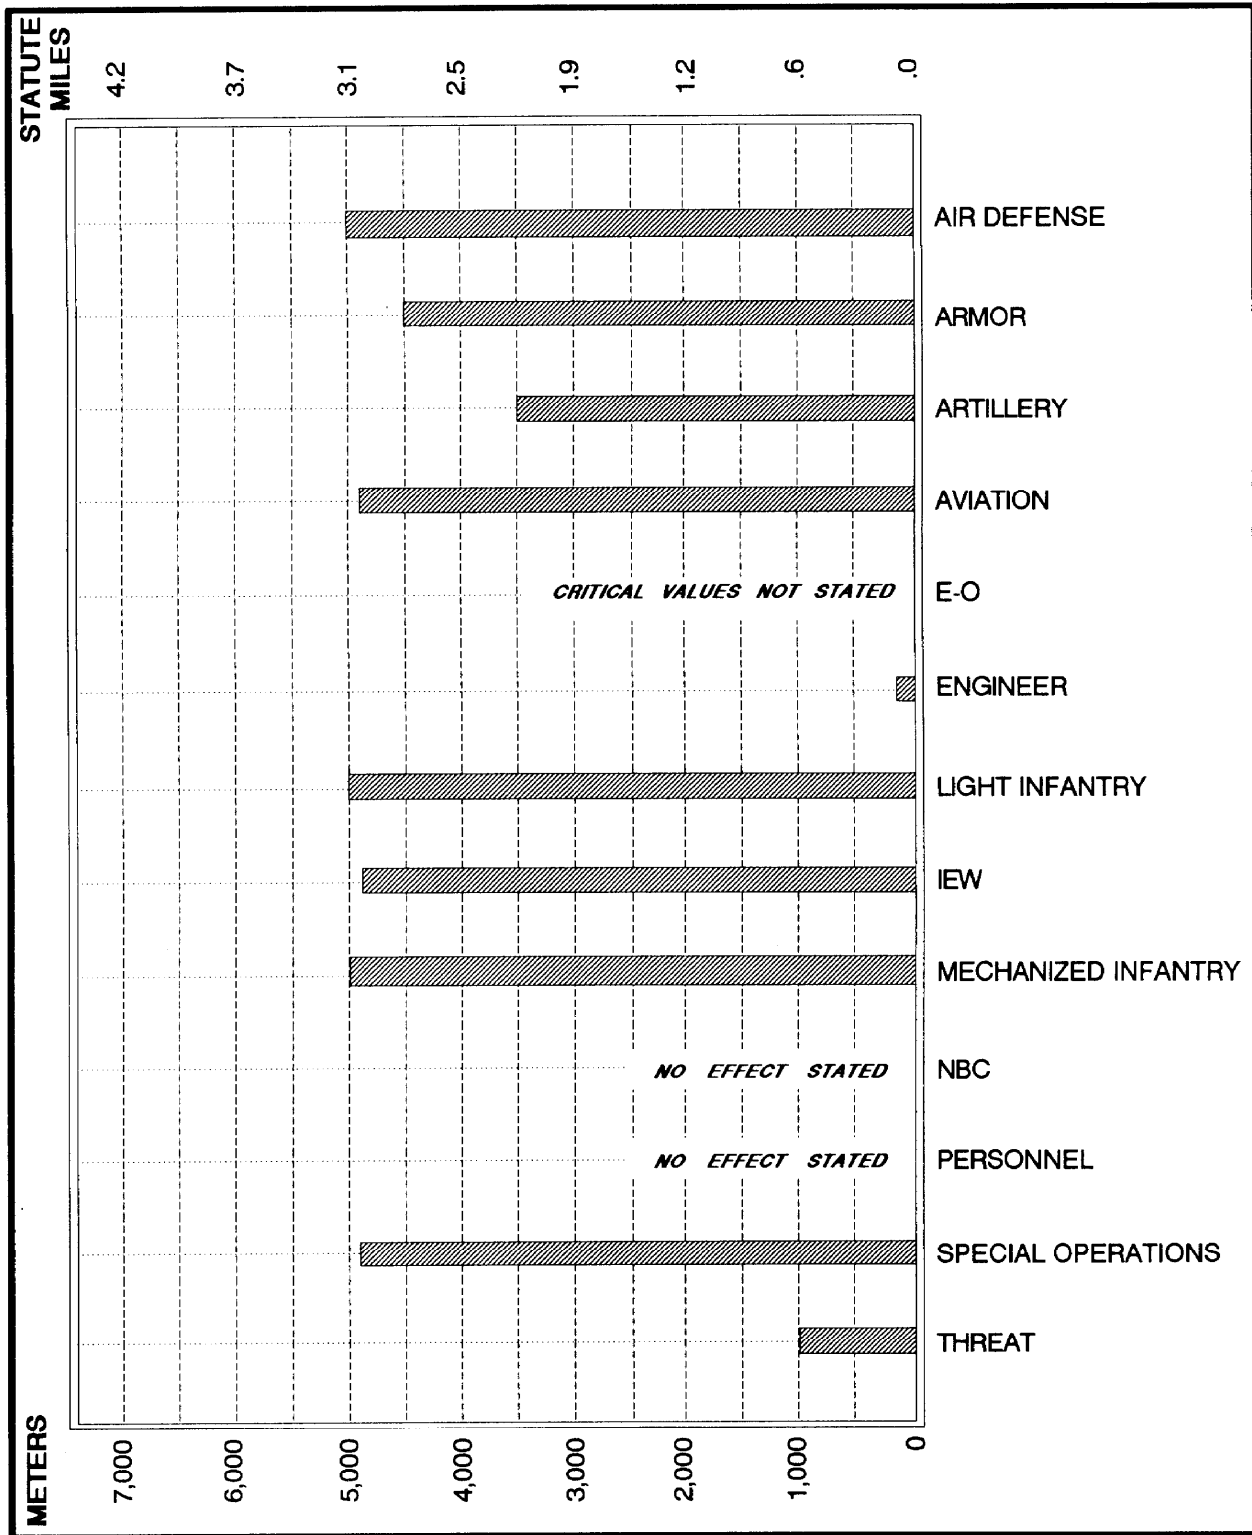 STATUTE
MILES
4.2
3.7
3.1
2.5
1.9
1.2
.6
.0
AIR DEFENSE
ARMOR
ARTILLERY
AVIATION
CRITICAL VALUES NOT STATED
E-O
ENGINEER
LIGHT INFANTRY
IEW
MECHANIZED INFANTRY
NO EFFECT STATED
NBC
NO EFFECT STATED
PERSONNEL
SPECIAL OPERATIONS
THREAT
METERS
7,000
6,000
5,000
4,000
3,000
2,000
1,000
0